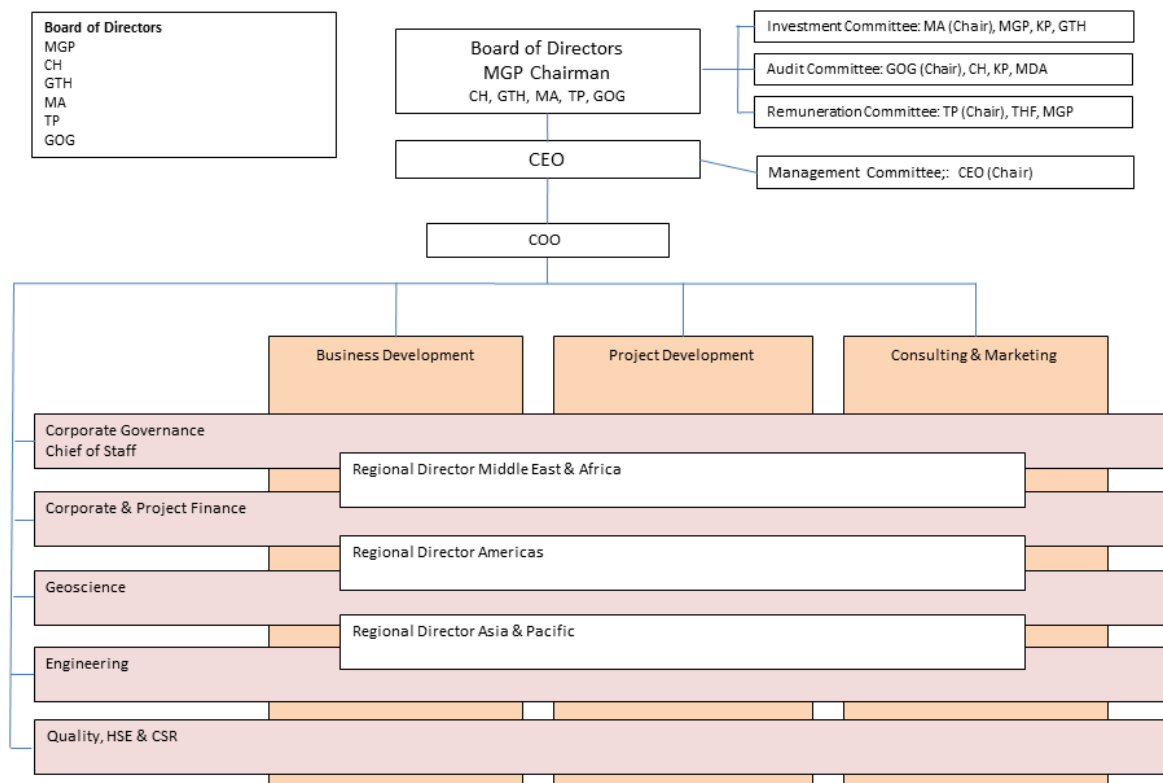 Board of Directors
MGP
CH
GTH
MA
TP
GOG
Board of Directors
MGP Chairman
CH, GTH, MA, TP, GOG
Investment Committee: MA (Chair), MGP, KP, GTH
Audit Committee: GOG (Chair), CH, KP, MDA
Remuneration Committee: TP (Chair), THF, MGP
CEO
Management Committee;: CEO (Chair)
COO
Business Development
Project Development
Consulting & Marketing
Corporate Governance
Chief of Staff
Regional Director Middle East & Africa
Corporate & Project Finance
Regional Director Americas
Geoscience
Regional Director Asia & Pacific
Engineering
Quality, HSE & CSR